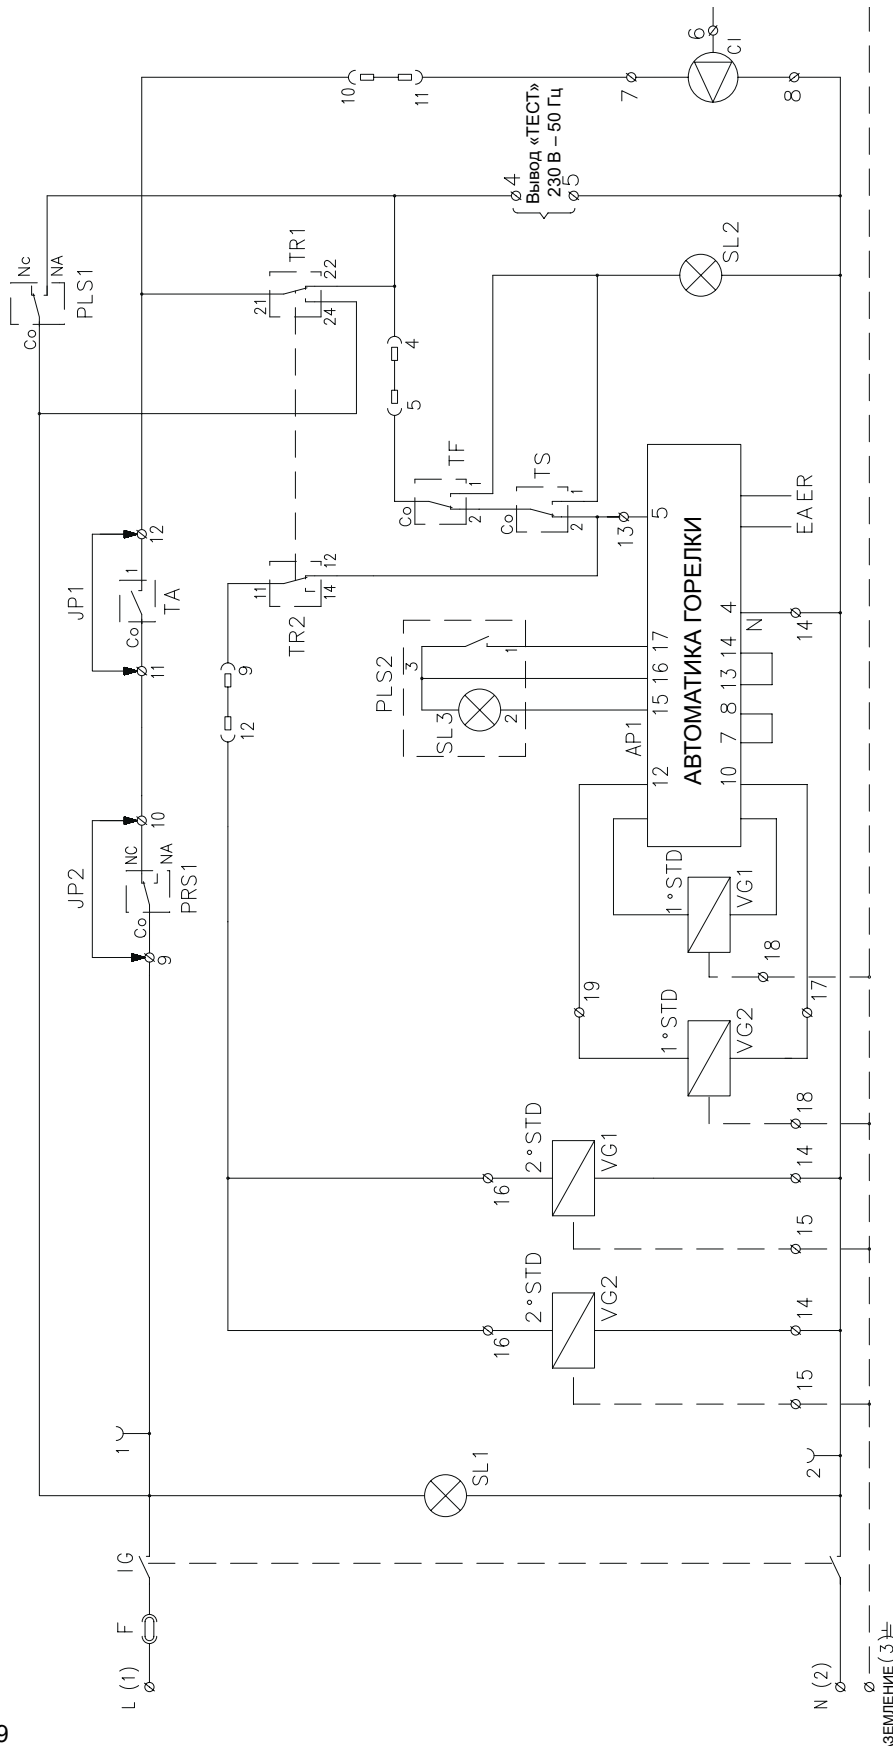 9
L (1)
F
IG
1
JP2
JP1
9
Co
NC
NA
PRS1
10
11
Co
1
TA
12
Co
Nc
NA
PLS1
10
11
7
6
CI
8
21
TR1
22
24
4
Вывод «ТЕСТ»
230 В – 50 Гц
5
5
4
SL2
12
9
11
TR2
12
14
Co
TF
1
2
Co
TS
1
2
13
PLS2
3
SL3
2
1
AP1
12
15
16
17
5
АВТОМАТИКА ГОРЕЛКИ
10
7
8
13
14
N
4
EA
ER
14
19
1°STD
VG1
18
1°STD
VG2
17
18
16
2°STD
VG1
14
15
16
2°STD
VG2
14
15
SL1
2
N (2)
ЗЕМЛЕНИЕ(3)